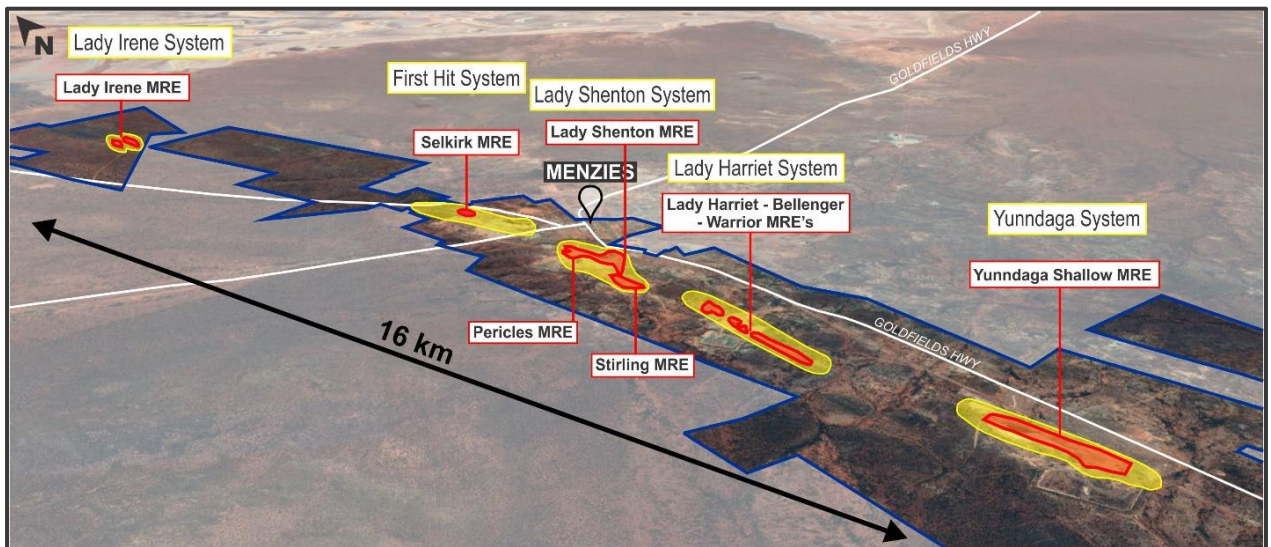 N
Lady Irene System
Lady Irene MRE
First Hit System
Selkirk MRE
Lady Shenton System
Lady Shenton MRE
MENZIES
Lady Harriet System
Lady Harriet - Bellenger
- Warrior MRE's
GOLDFIELDS HWY
Yunndaga System
Yunndaga Shallow MRE
Pericles MRE
Stirling MRE
GOLDFIELDS HWY
16 km